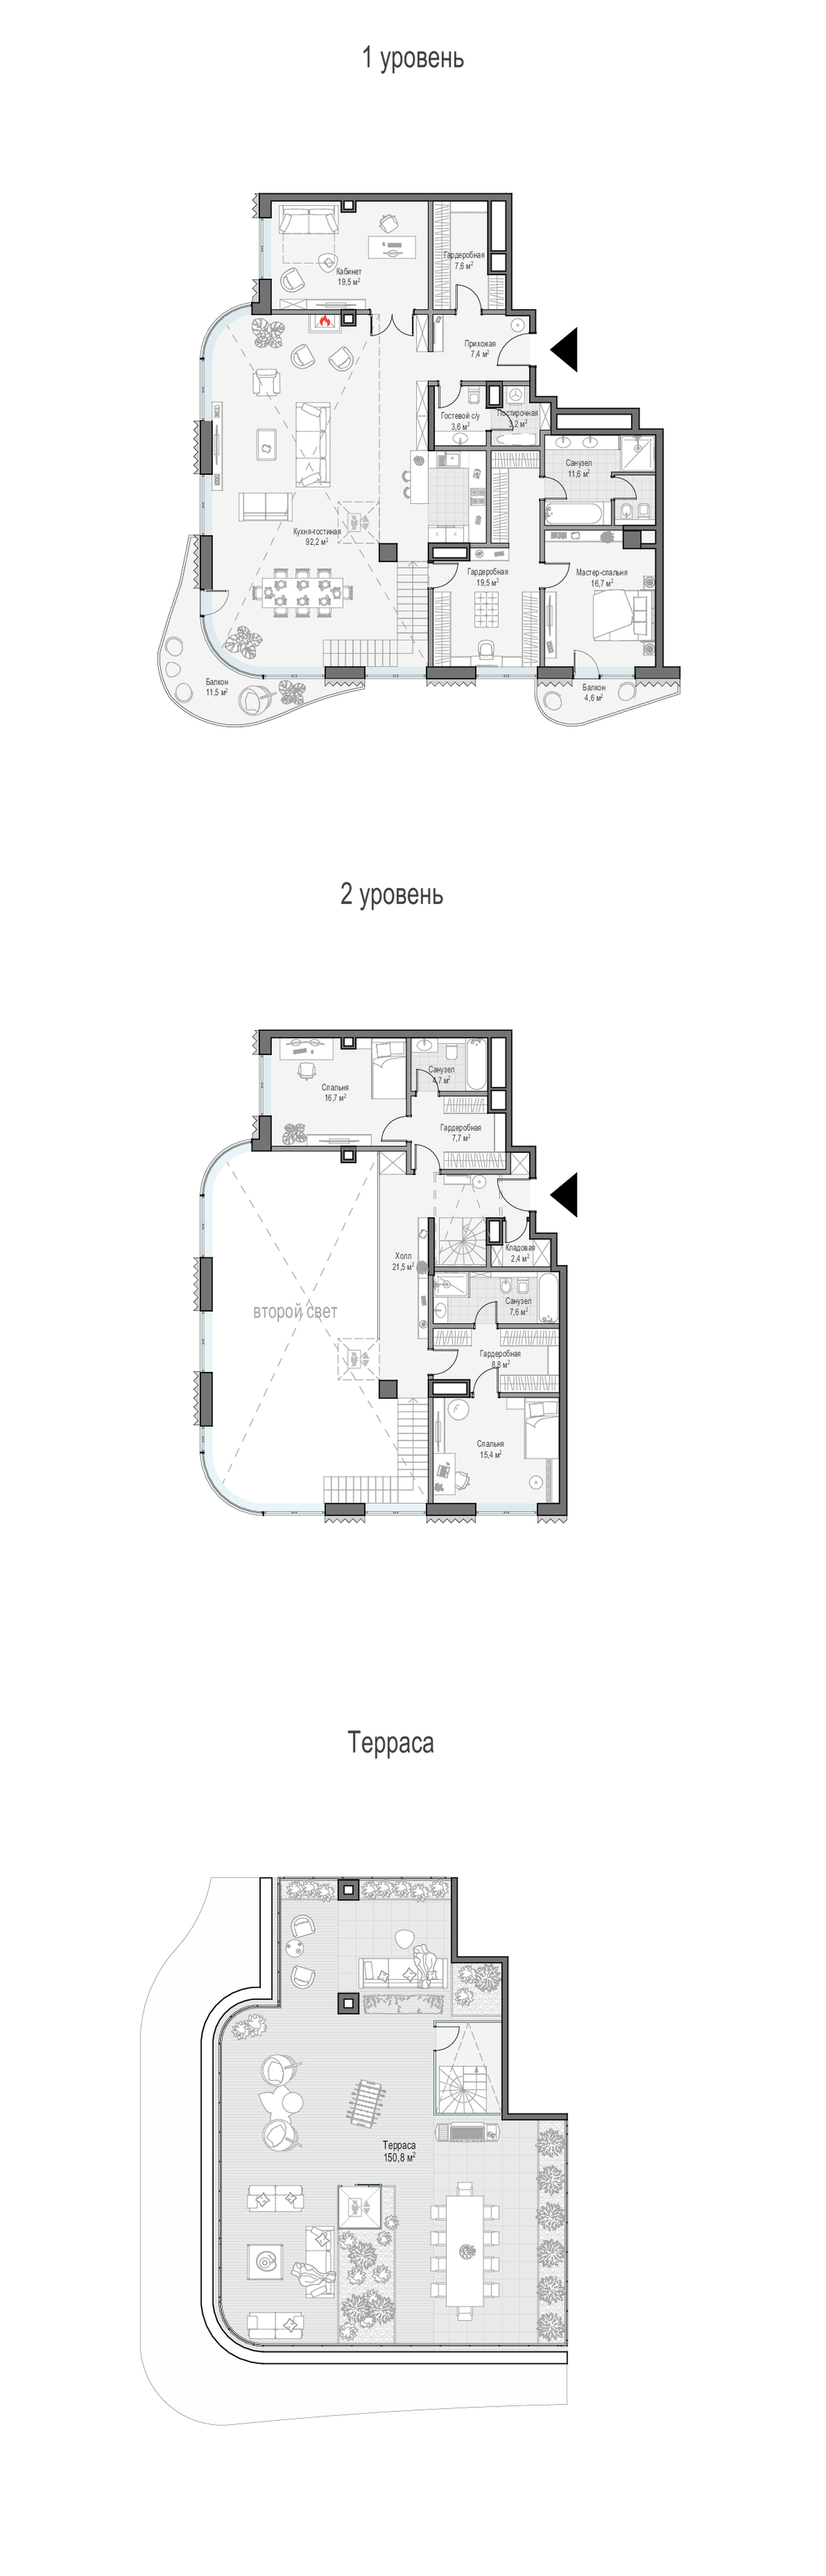 1 уровень
Кабинет
19,5 м²
Гардеробная
7,6 м²
Прихожая
7,4 м²
Гостевой с/у
3,6 м²
Постирочная
3,2 м²
Санузел
11,6 м²
Кухня-гостиная
92,2 м²
Гардеробная
19,5 м²
Мастер-спальня
16,7 м²
Балкон
11,5 м²
Балкон
4,6 м²
2 уровень
Спальня
16,7 м²
Санузел
4,7 м²
Гардеробная
7,7 м²
Холл
21,5 м²
Кладовая
2,4 м²
второй свет
Санузел
7,6 м²
Гардеробная
8,8 м²
Спальня
15,4 м²
Терраса
Терраса
150,8 м²